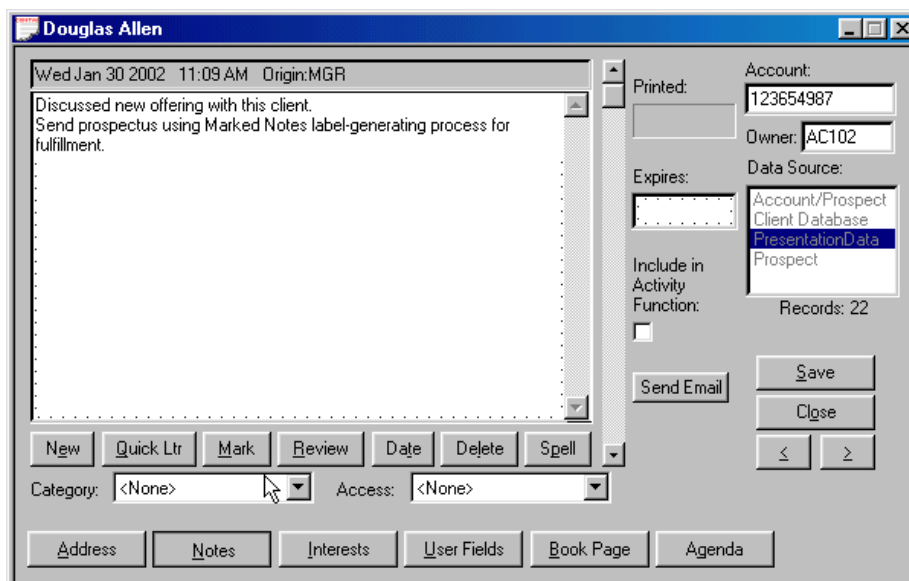 Douglas Allen
Wed Jan 30 2002 11:09 AM Origin:MGR
Discussed new offering with this client.
Send prospectus using Marked Notes label-generating process for
fulfillment.
Printed:
Expires:
Include in
Activity
Function:
Send Email
Account:
123654987
Owner: AC102
Data Source:
Account/Prospect
Client Database
PresentationData
Prospect
Records: 22
Save
Close
< >
New Quick Ltr Mark Review Date Delete Spell
Category: <None> Access: <None>
Address Notes Interests User Fields Book Page Agenda